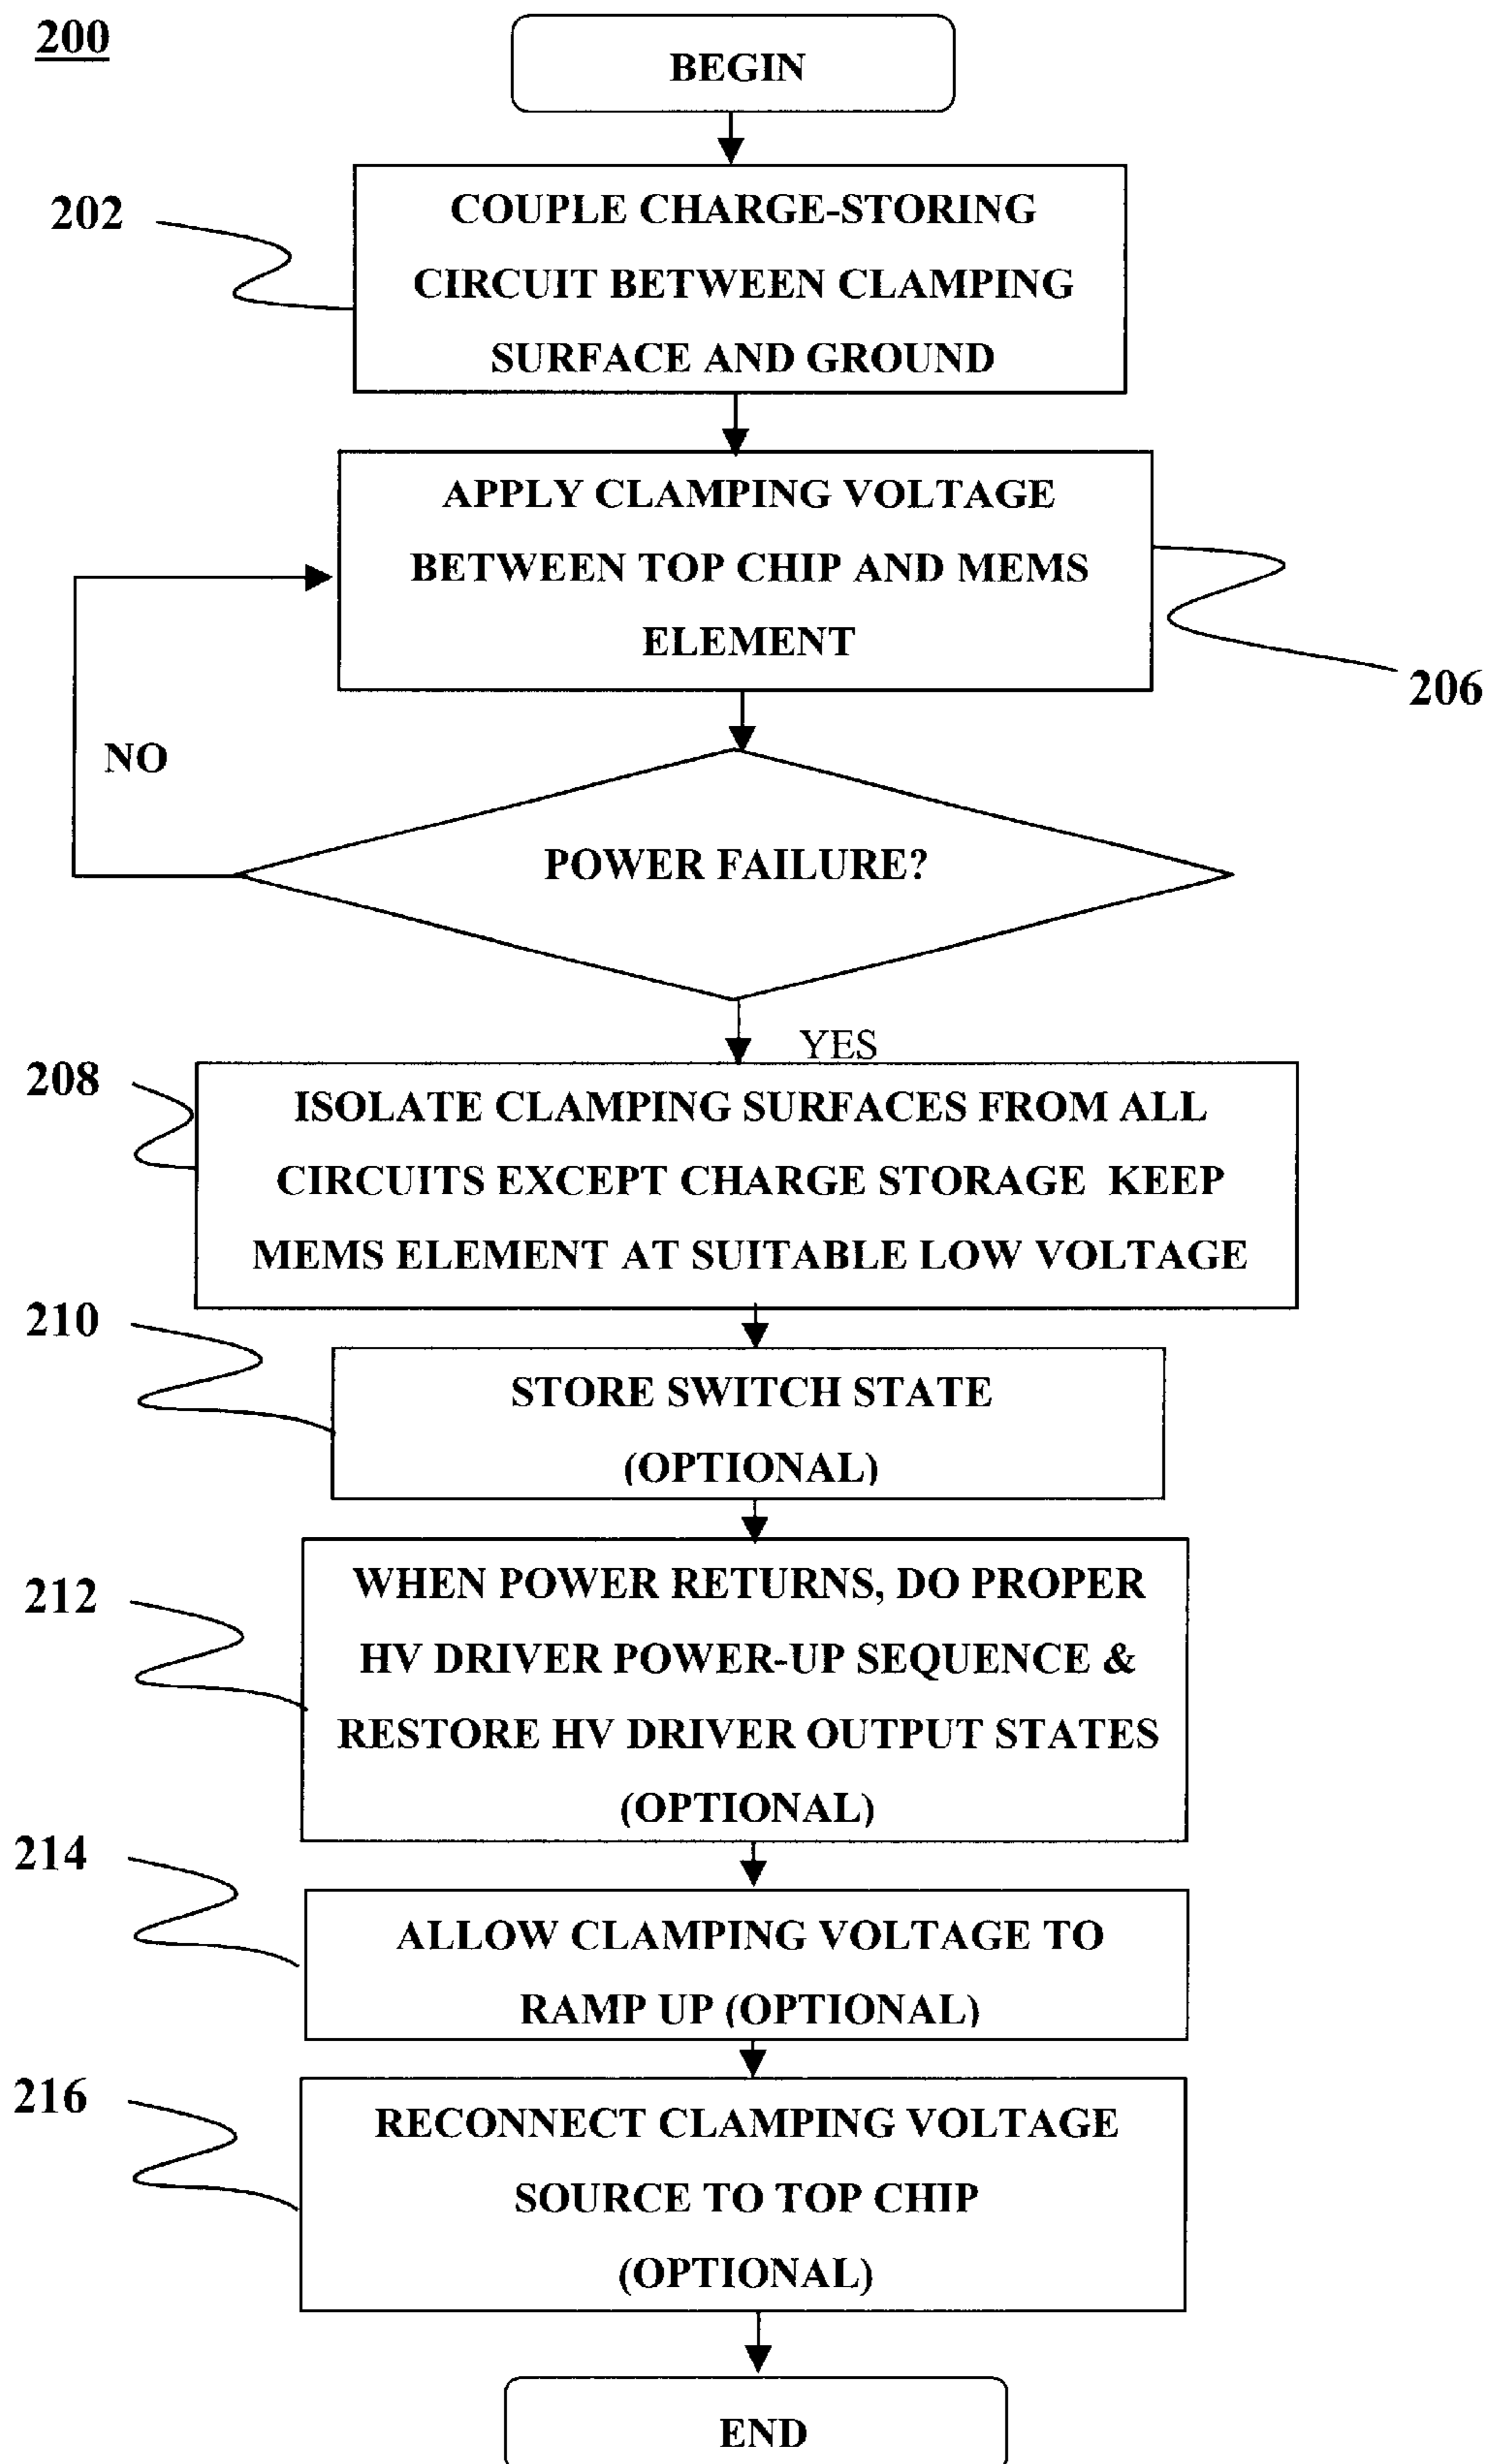 200
BEGIN
202
COUPLE CHARGE-STORING
CIRCUIT BETWEEN CLAMPING
SURFACE AND GROUND
APPLY CLAMPING VOLTAGE
BETWEEN TOP CHIP AND MEMS
ELEMENT
206
NO
POWER FAILURE?
YES
208
ISOLATE CLAMPING SURFACES FROM ALL
CIRCUITS EXCEPT CHARGE STORAGE KEEP
MEMS ELEMENT AT SUITABLE LOW VOLTAGE
210
STORE SWITCH STATE
(OPTIONAL)
212
WHEN POWER RETURNS, DO PROPER
HV DRIVER POWER-UP SEQUENCE &
RESTORE HV DRIVER OUTPUT STATES
(OPTIONAL)
214
ALLOW CLAMPING VOLTAGE TO
RAMP UP (OPTIONAL)
216
RECONNECT CLAMPING VOLTAGE
SOURCE TO TOP CHIP
(OPTIONAL)
END